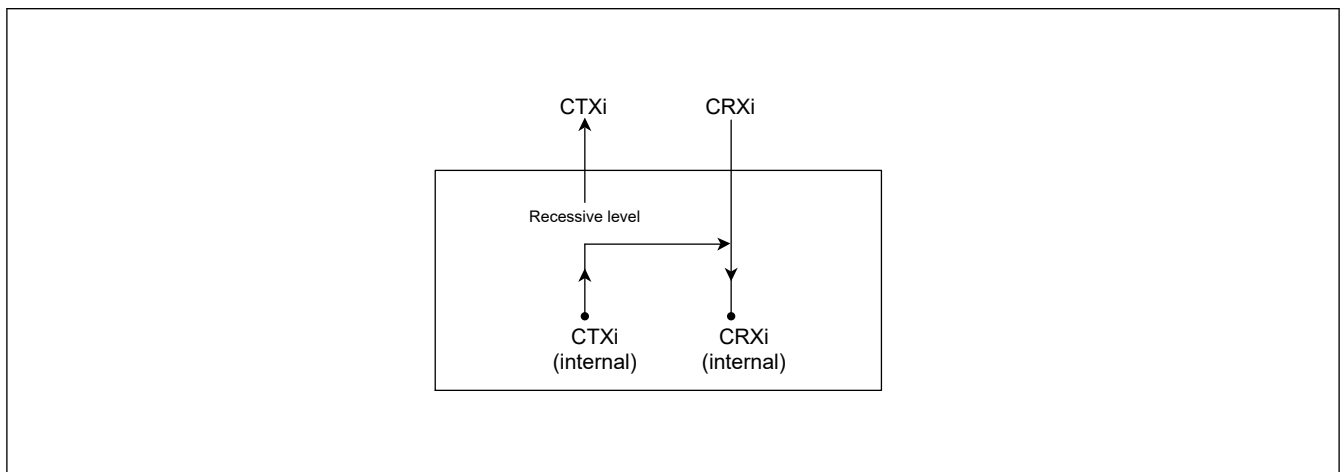 CTXi
CRXi
Recessive level
CTXi
(internal)
CRXi
(internal)